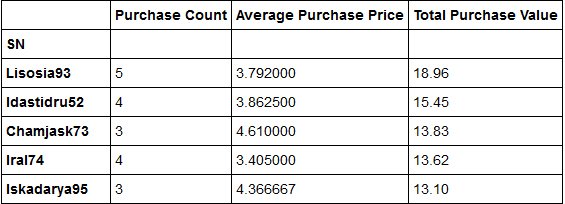 Purchase Count Average Purchase Price Total Purchase Value
SN
Lisosia93 5 3.792000 18.96
Idastidru52 4 3.862500 15.45
Chamjask73 3 4.610000 13.83
Iral74 4 3.405000 13.62
Iskadarya95 3 4.366667 13.10